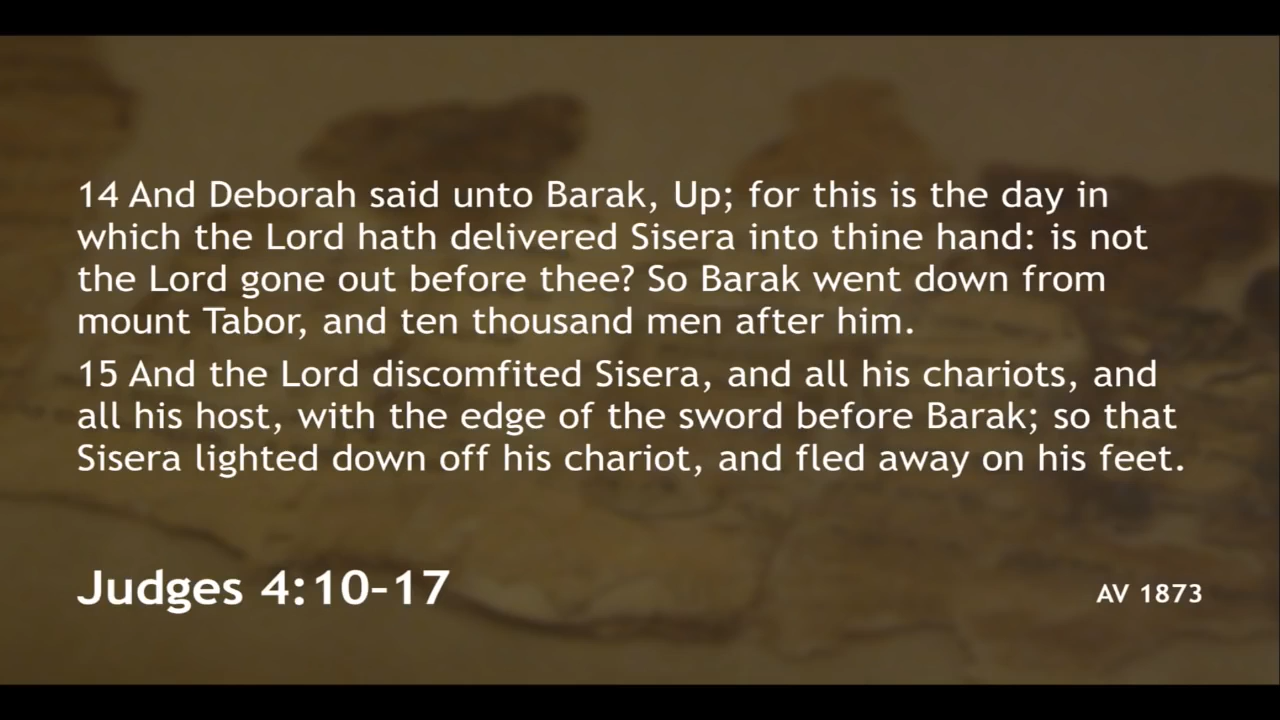 14 And Deborah said unto Barak, Up; for this is the day in
which the Lord hath delivered Sisera into thine hand: is not
the Lord gone out before thee? So Barak went down from
mount Tabor, and ten thousand men after him.
15 And the Lord discomfited Sisera, and all his chariots, and
all his host, with the edge of the sword before Barak; so that
Sisera lighted down off his chariot, and fled away on his feet.
Judges 4:10–17
AV 1873